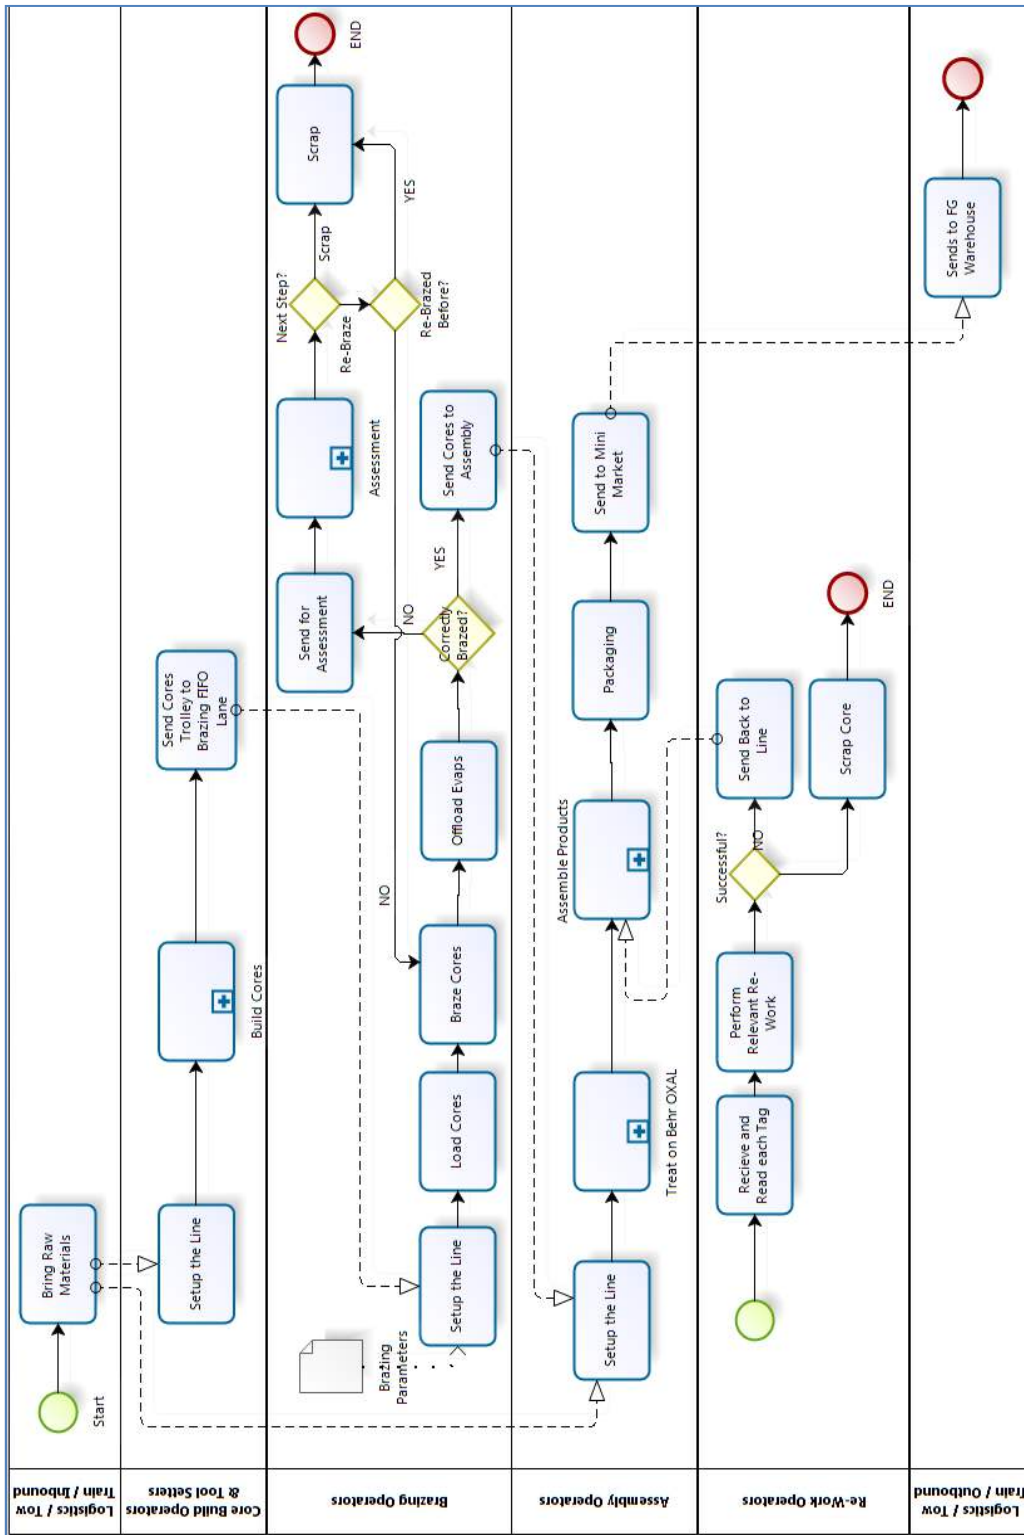 Logistics / Tow
Train / Inbound
Start
Bring Raw
Materials
Core Build Operators
& Tool Setters
Setup the Line
Build Cores
Send Cores
Trolley to
Brazing FIFO
Lane
Brazing Operators
Brazing
Parameters
Setup the Line
Load Cores
Braze Cores
Offload Evaps
Correctly
Brazed?
YES
NO
Send Cores to
Assembly
Send for
Assessment
Assessment
Next Step?
Scrap
Re-Braze
Re-Brazed
Before?
YES
NO
Scrap
END
Assembly Operators
Setup the Line
Treat on Behr OXAL
Assemble Products
Packaging
Send to Mini
Market
Re-Work Operators
Recieve and
Read each Tag
Perform
Relevant Re-
Work
Successful?
NO
Send Back to
Line
Scrap Core
END
Logistics / Tow
Train / Outbound
Sends to FG
Warehouse